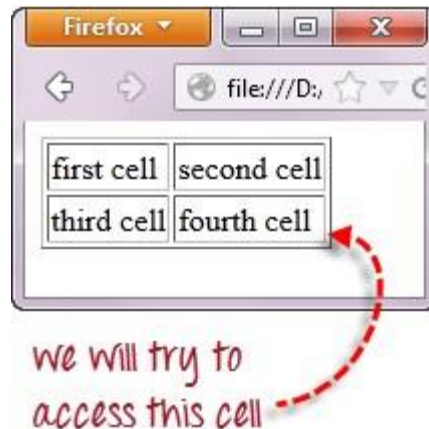 Firefox
file:///D:/
first cell second cell
third cell fourth cell
we will try to
access this cell